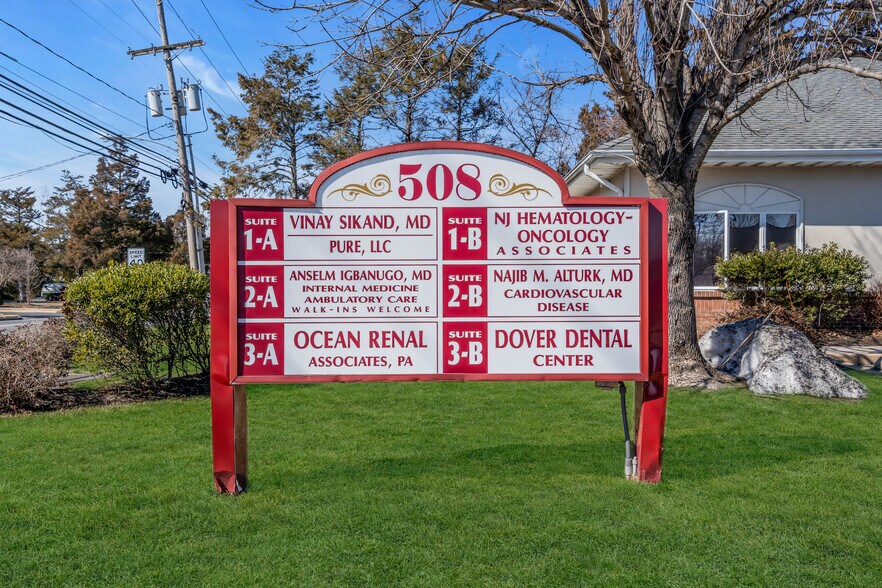 508
SUITE
1-A
VINAY SIKAND, MD
PURE, LLC
SUITE
1-B
NJ HEMATOLOGY-
ONCOLOGY
ASSOCIATES
SUITE
2-A
ANSELM IGBANUGO, MD
INTERNAL MEDICINE
AMBULATORY CARE
WALK-INS WELCOME
SUITE
2-B
NAJIB M. ALTURK, MD
CARDIOVASCULAR
DISEASE
SUITE
3-A
OCEAN RENAL
ASSOCIATES, PA
SUITE
3-B
DOVER DENTAL
CENTER
SPEED